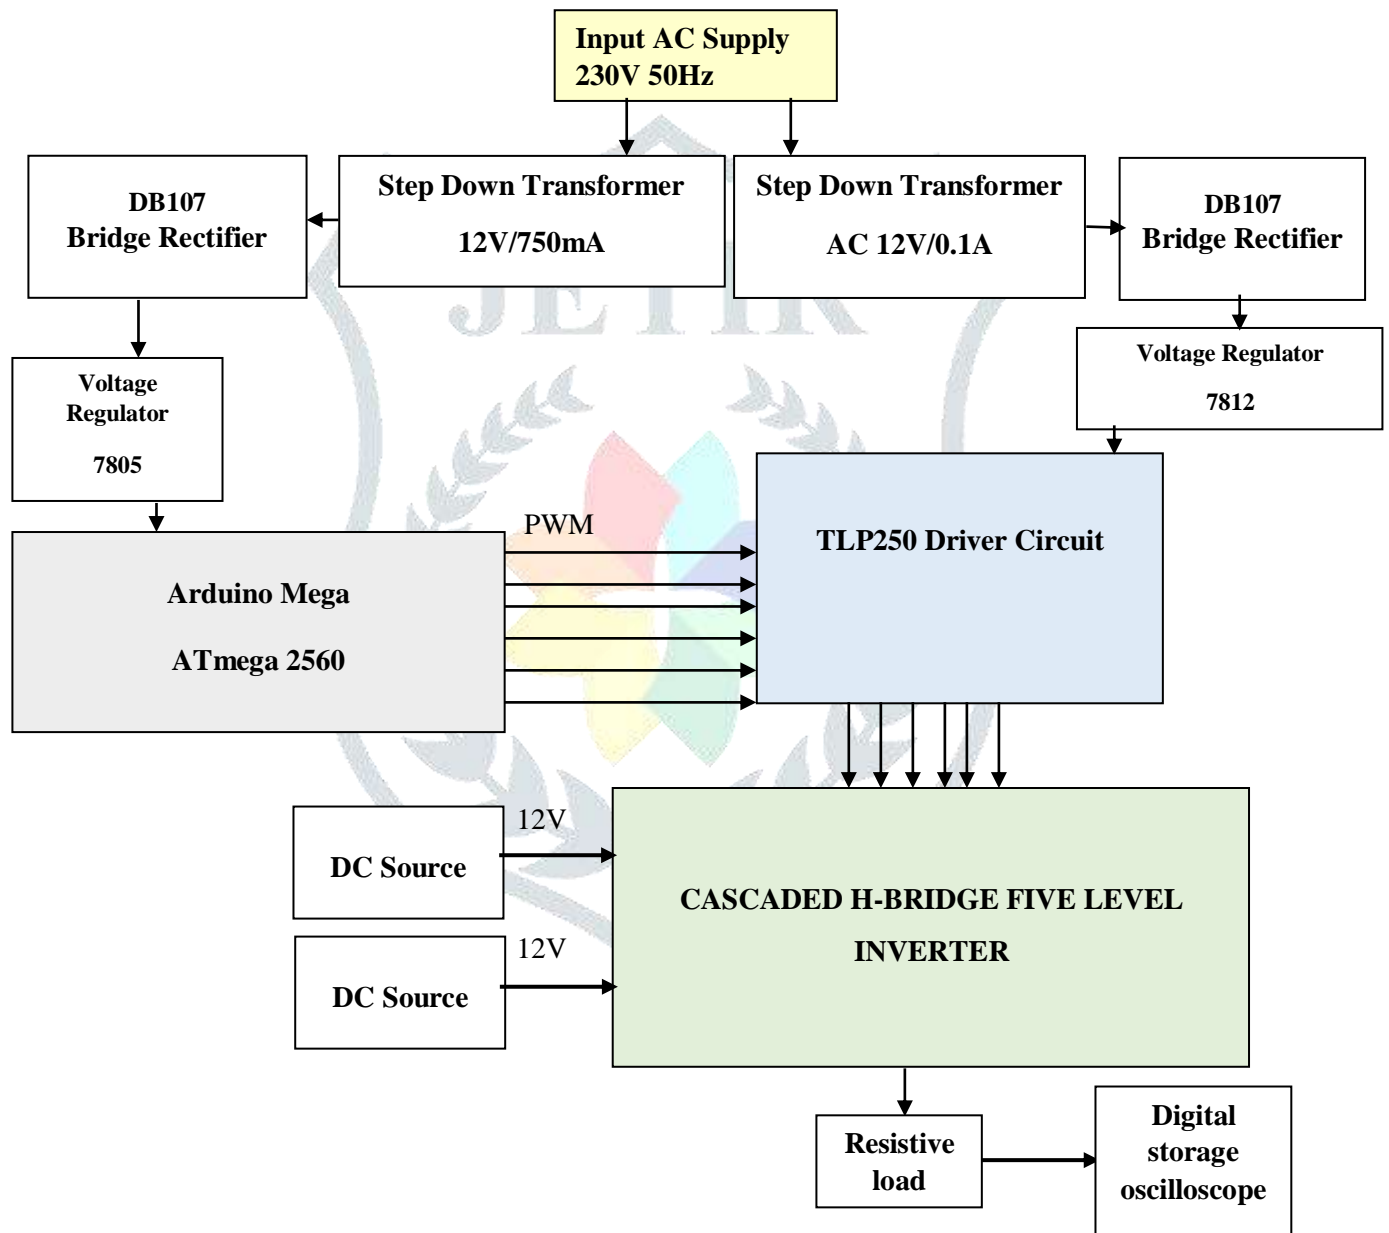 Input AC Supply
230V 50Hz
DB107
Bridge Rectifier
Step Down Transformer
12V/750mA
Step Down Transformer
AC 12V/0.1A
DB107
Bridge Rectifier
JETIR
Voltage
Regulator
7805
Voltage Regulator
7812
PWM
TLP250 Driver Circuit
Arduino Mega
ATmega 2560
12V
DC Source
12V
DC Source
CASCADED H-BRIDGE FIVE LEVEL
INVERTER
Resistive
load
Digital
storage
oscilloscope